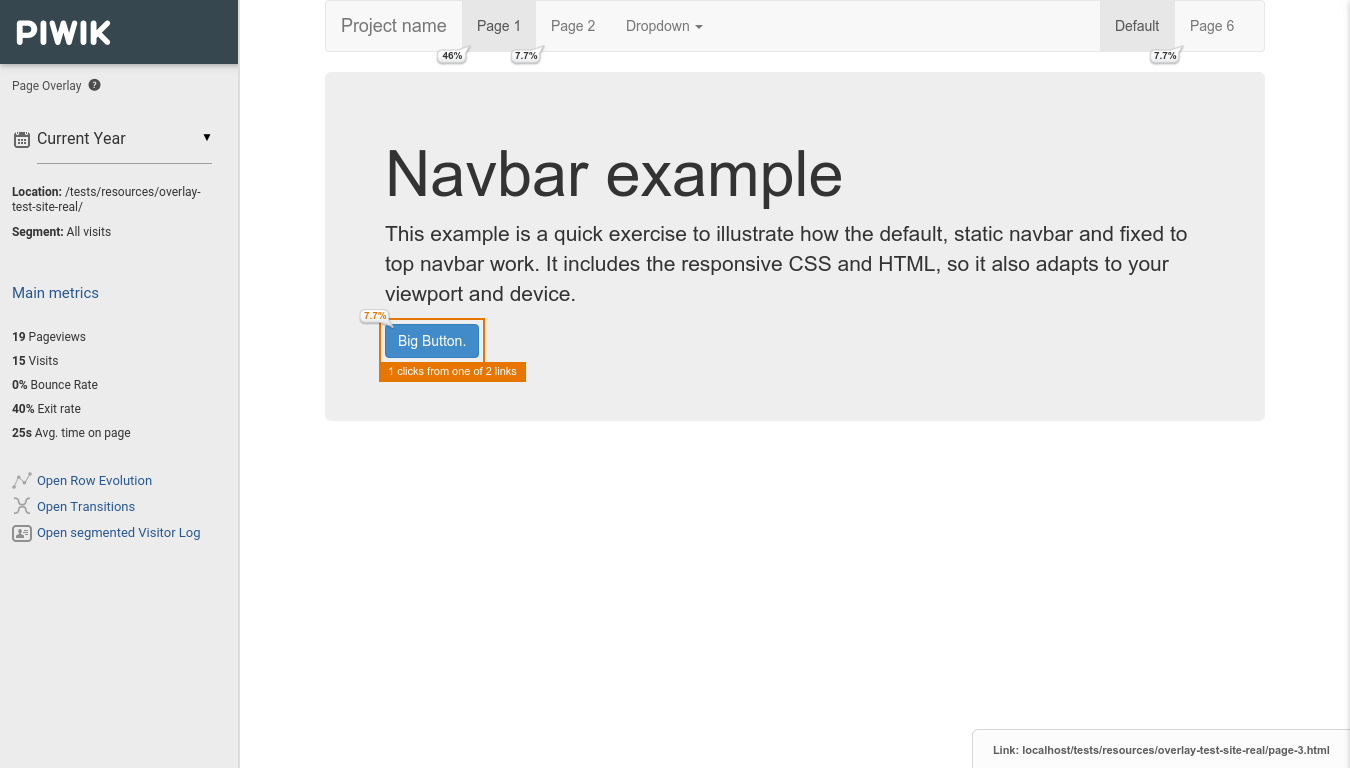 PIWIK
Page Overlay ?
Current Year
Location: /tests/resources/overlay-
test-site-real/
Segment: All visits
Main metrics
19 Pageviews
15 Visits
0% Bounce Rate
40% Exit rate
25s Avg. time on page
Open Row Evolution
Open Transitions
Open segmented Visitor Log
Project name Page 1 Page 2 Dropdown Default Page 6
46% 7.7% 7.7%
Navbar example
This example is a quick exercise to illustrate how the default, static navbar and fixed to
top navbar work. It includes the responsive CSS and HTML, so it also adapts to your
viewport and device.
7.7%
Big Button.
1 clicks from one of 2 links
Link: localhost/tests/resources/overlay-test-site-real/page-3.html